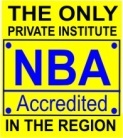 THE ONLY
PRIVATE INSTITUTE
NBA
Accredited
IN THE REGION